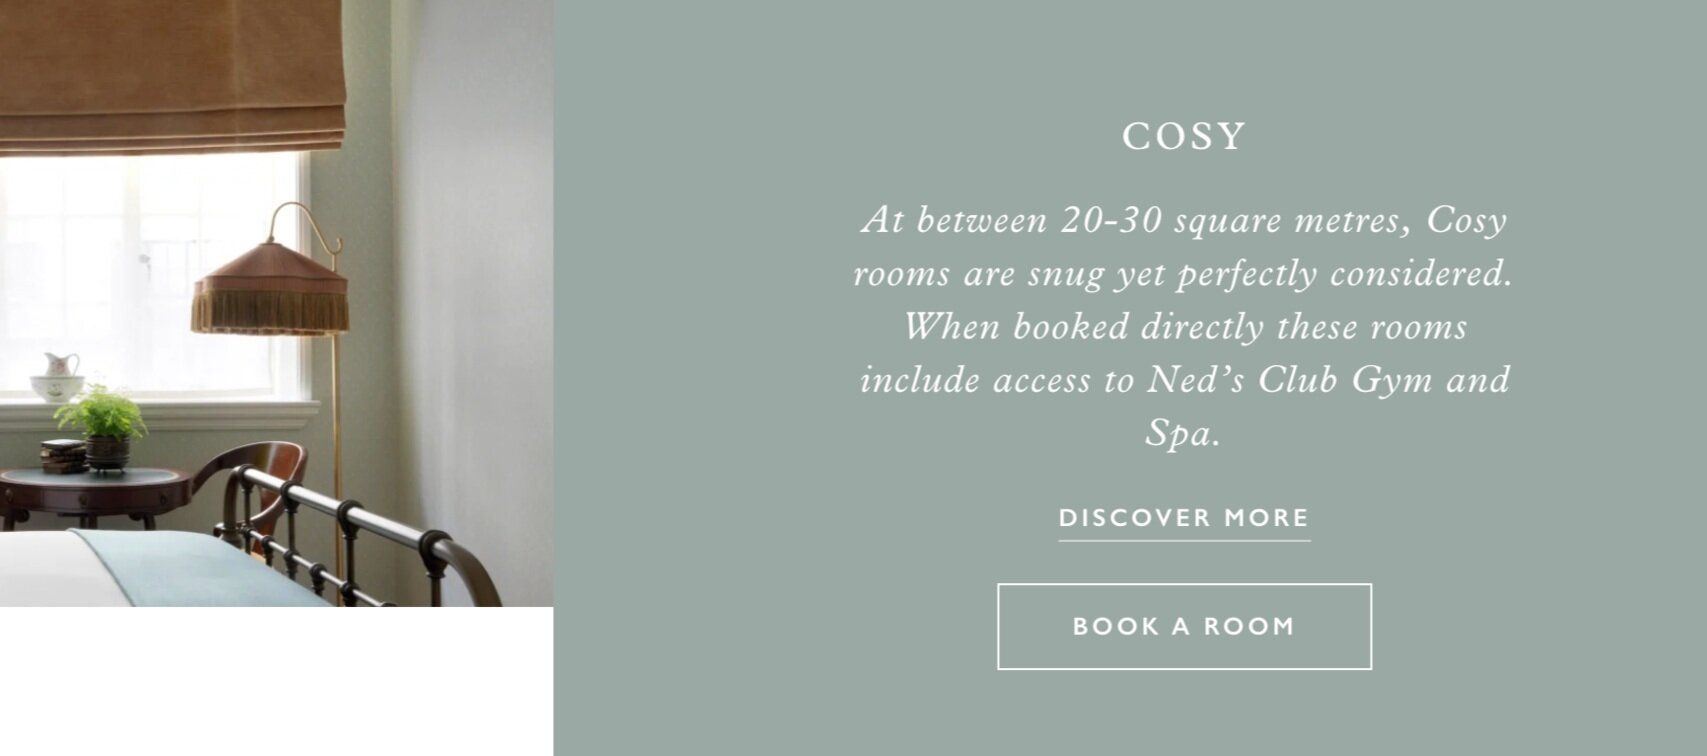 COSY
At between 20-30 square metres, Cosy
rooms are snug yet perfectly considered.
When booked directly these rooms
include access to Ned’s Club Gym and
Spa.
DISCOVER MORE
BOOK A ROOM